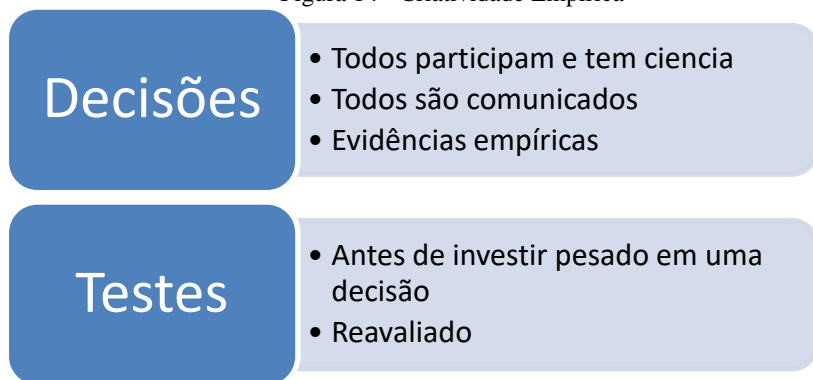 Decisões
• Todos participam e tem ciencia
• Todos são comunicados
• Evidências empíricas
Testes
• Antes de investir pesado em uma
decisão
• Reavaliado